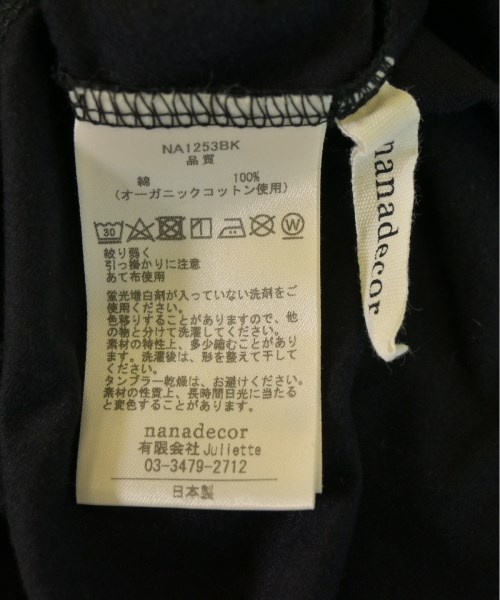 NA1253BK
品質
綿 100%
(オーガニックコットン使用)
30 W
絞り弱く
引っ掛かりに注意
あて布使用
蛍光増白剤が入っていない洗剤をご
使用ください。
色移りすることがありますので、他
の物と分けて洗濯してください。
素材の特性上、多少縮むことがあり
ます。洗濯後は、形を整えて干して
ください。
タンブラー乾燥は、お避けください。
素材の性質上、長時間日光に当たる
と変色することがあります。
nanadecor
有限会社Juliette
03-3479-2712
日本製
nanadecor